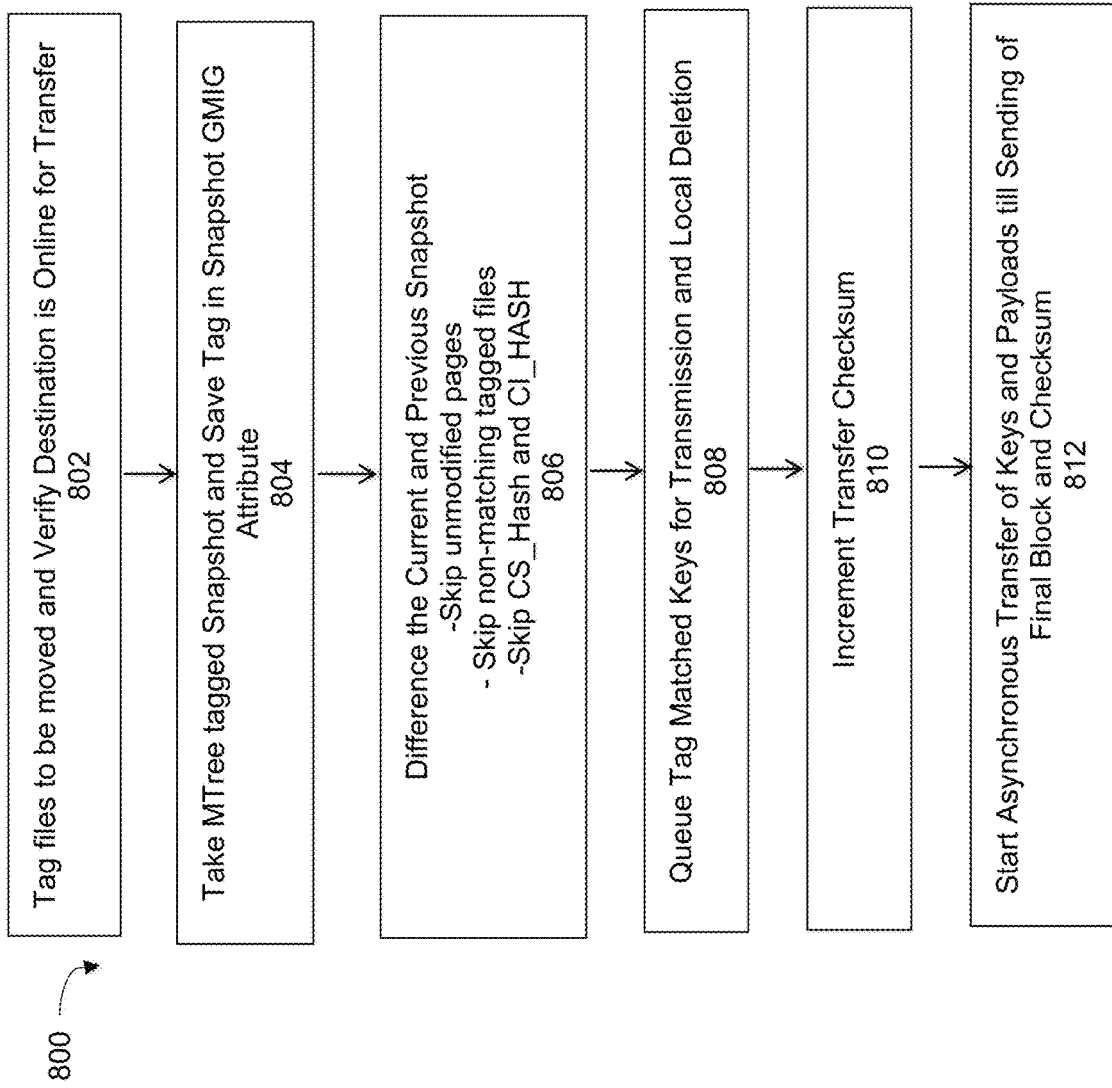 800
Tag files to be moved and Verify Destination is Online for Transfer
802
Take MTree tagged Snapshot and Save Tag in Snapshot GMIG
Attribute
804
Difference the Current and Previous Snapshot
-Skip unmodified pages
- Skip non-matching tagged files
-Skip CS_Hash and CI_HASH
806
Queue Tag Matched Keys for Transmission and Local Deletion
808
Increment Transfer Checksum
810
Start Asynchronous Transfer of Keys and Payloads till Sending of
Final Block and Checksum
812